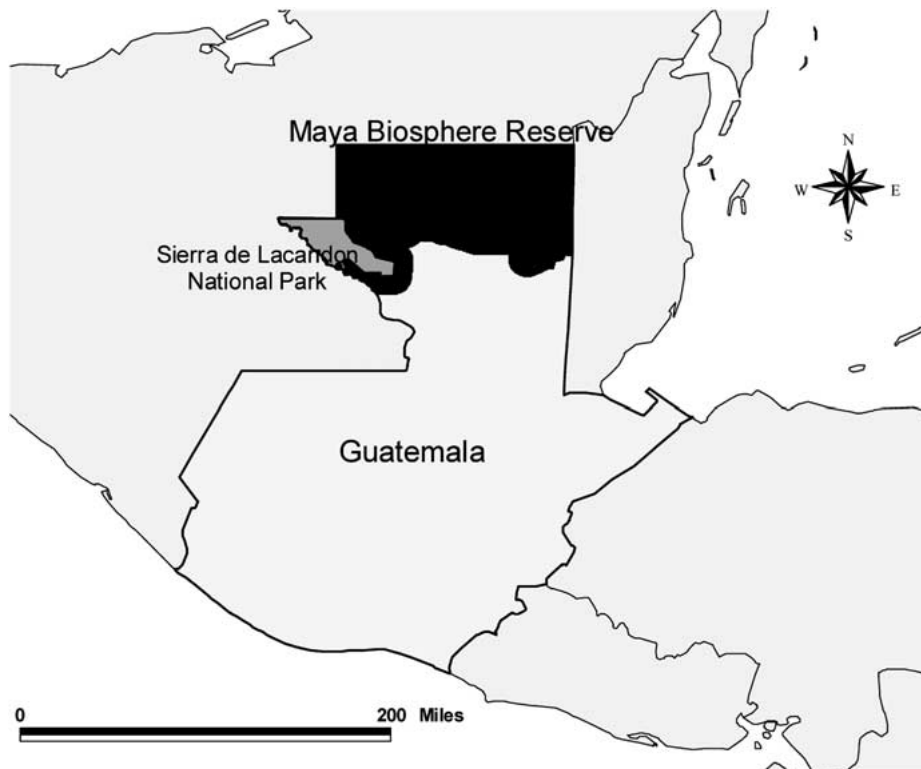 Maya Biosphere Reserve
N
W E
S
Sierra de Lacandon
National Park
Guatemala
0 200 Miles